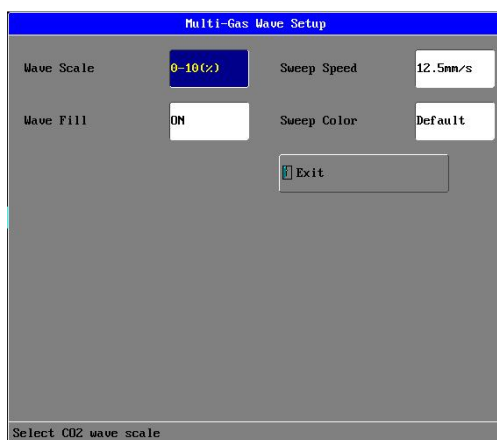 Multi-Gas Wave Setup
Wave Scale 0-10(%) Sweep Speed 12.5mm/s
Wave Fill ON Sweep Color Default
Exit
Select CO2 wave scale